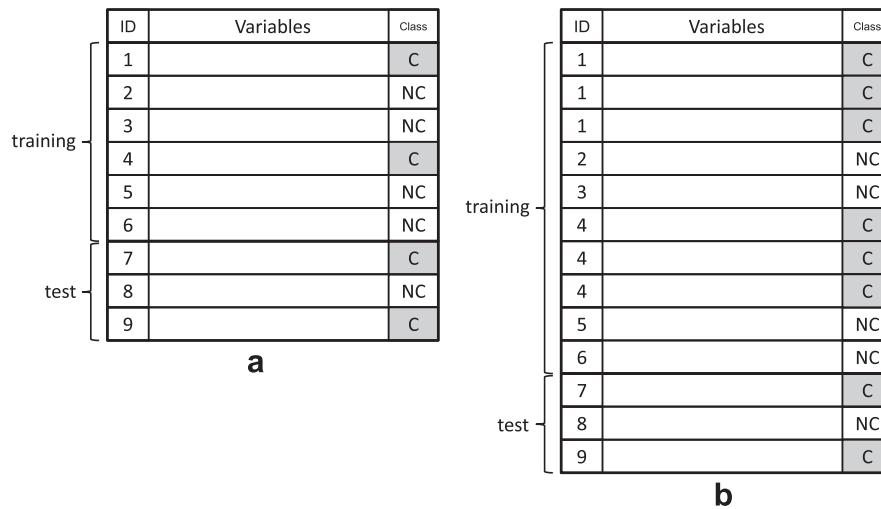 ID Variables Class
1 C
2 NC
3 NC
training
4 C
5 NC
6 NC
7 C
test
8 NC
9 C
a
ID Variables Class
1 C
1 C
1 C
2 NC
3 NC
training
4 C
4 C
4 C
5 NC
6 NC
7 C
test
8 NC
9 C
b